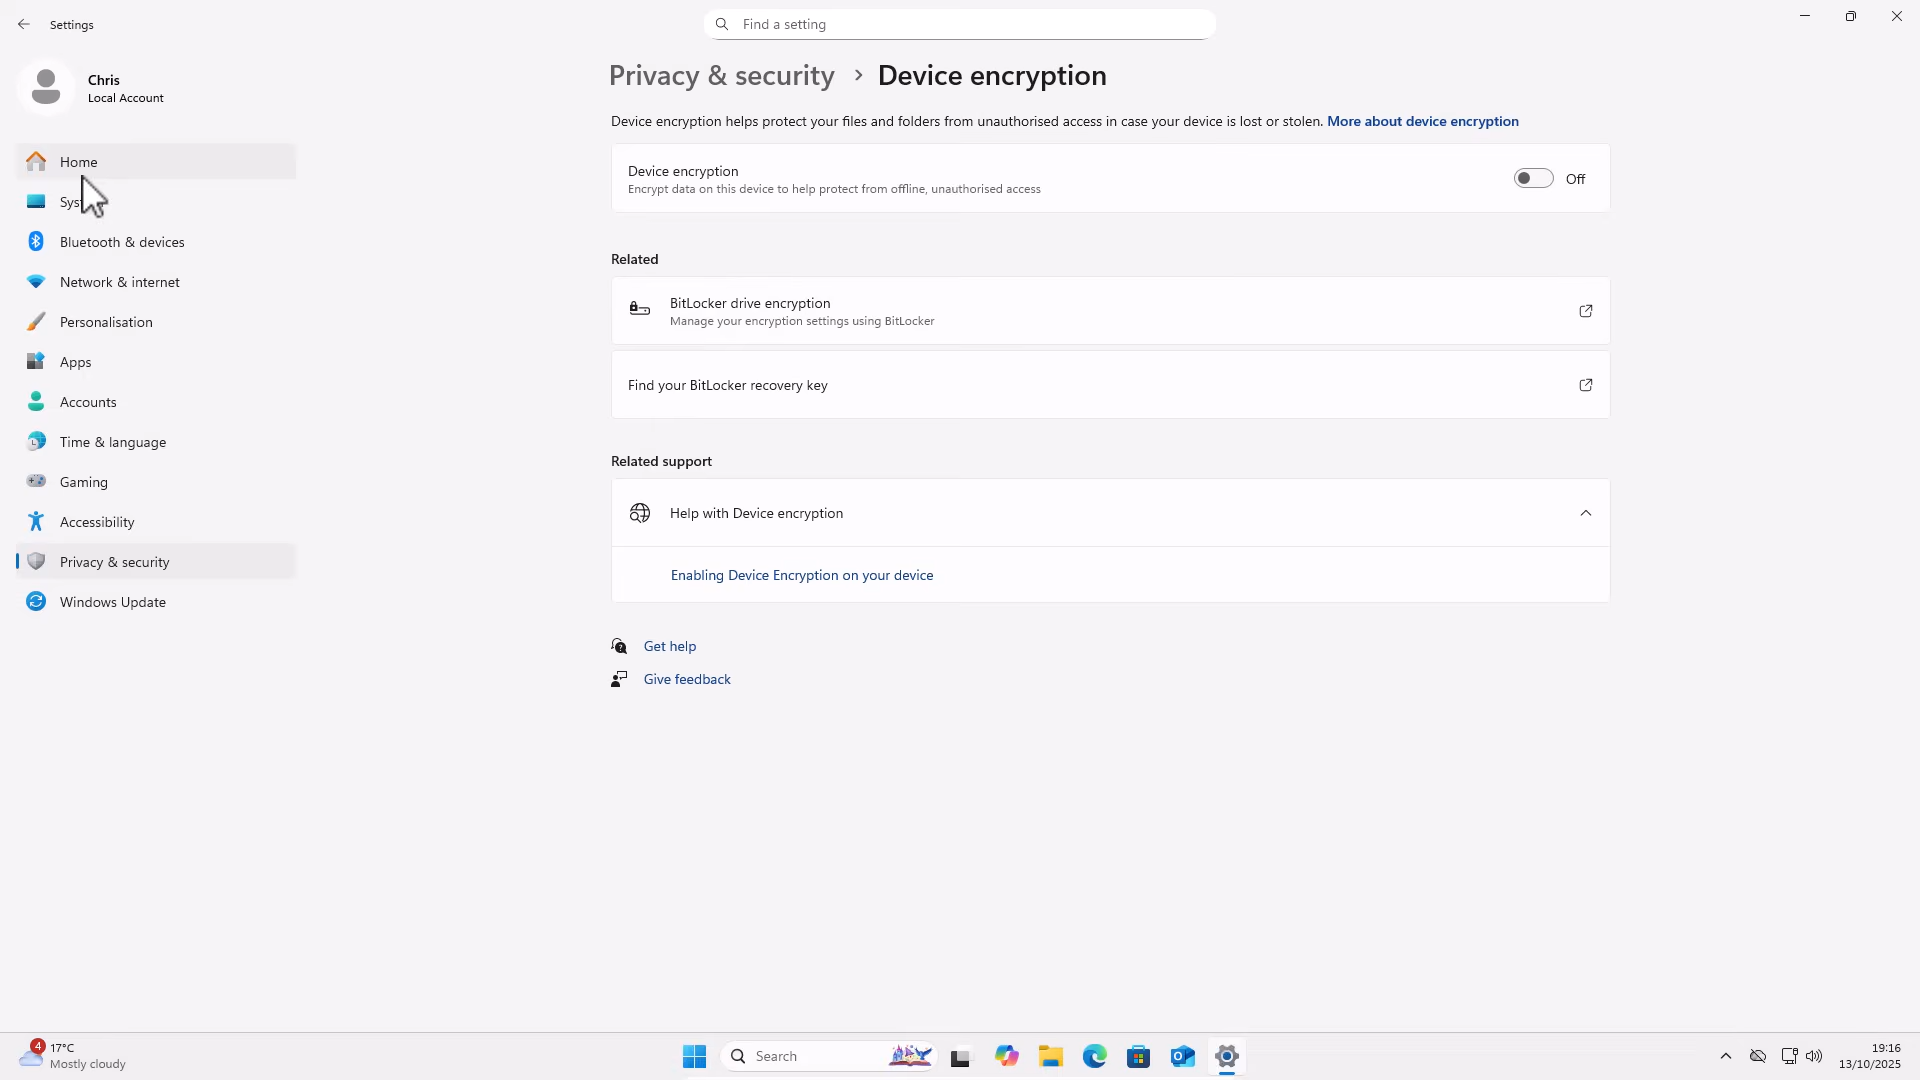 Settings
Find a setting
Chris
Local Account
Home
Sys
Bluetooth & devices
Network & internet
Personalisation
Apps
Accounts
Time & language
Gaming
Accessibility
Privacy & security
Windows Update
Privacy & security > Device encryption
Device encryption helps protect your files and folders from unauthorised access in case your device is lost or stolen. More about device encryption
Device encryption
Encrypt data on this device to help protect from offline, unauthorised access
Off
Related
BitLocker drive encryption
Manage your encryption settings using BitLocker
Find your BitLocker recovery key
Related support
Help with Device encryption
Enabling Device Encryption on your device
Get help
Give feedback
4
17°C
Mostly cloudy
Search
19:16
13/10/2025